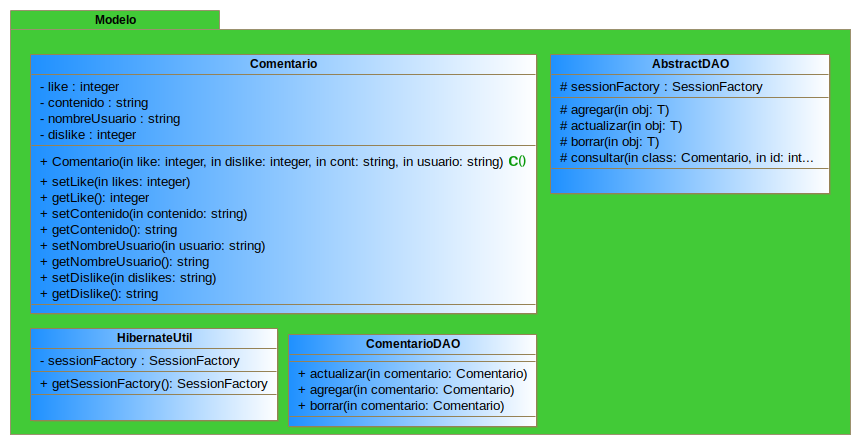 Modelo
Comentario
- like : integer
- contenido : string
- nombreUsuario : string
- dislike : integer
+ Comentario(in like: integer, in dislike: integer, in cont: string, in usuario: string) C()
+ setLike(in likes: integer)
+ getLike(): integer
+ setContenido(in contenido: string)
+ getContenido(): string
+ setNombreUsuario(in usuario: string)
+ getNombreUsuario(): string
+ setDislike(in dislikes: string)
+ getDislike(): string
AbstractDAO
# sessionFactory : SessionFactory
# agregar(in obj: T)
# actualizar(in obj: T)
# borrar(in obj: T)
# consultar(in class: Comentario, in id: int...
HibernateUtil
- sessionFactory : SessionFactory
+ getSessionFactory(): SessionFactory
ComentarioDAO
+ actualizar(in comentario: Comentario)
+ agregar(in comentario: Comentario)
+ borrar(in comentario: Comentario)